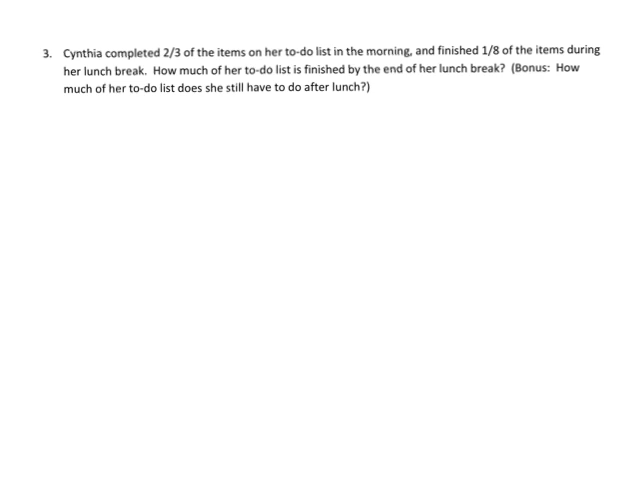 3. Cynthia completed 2/3 of the items on her to-do list in the morning, and finished 1/8 of the items during
her lunch break. How much of her to-do list is finished by the end of her lunch break? (Bonus: How
much of her to-do list does she still have to do after lunch?)